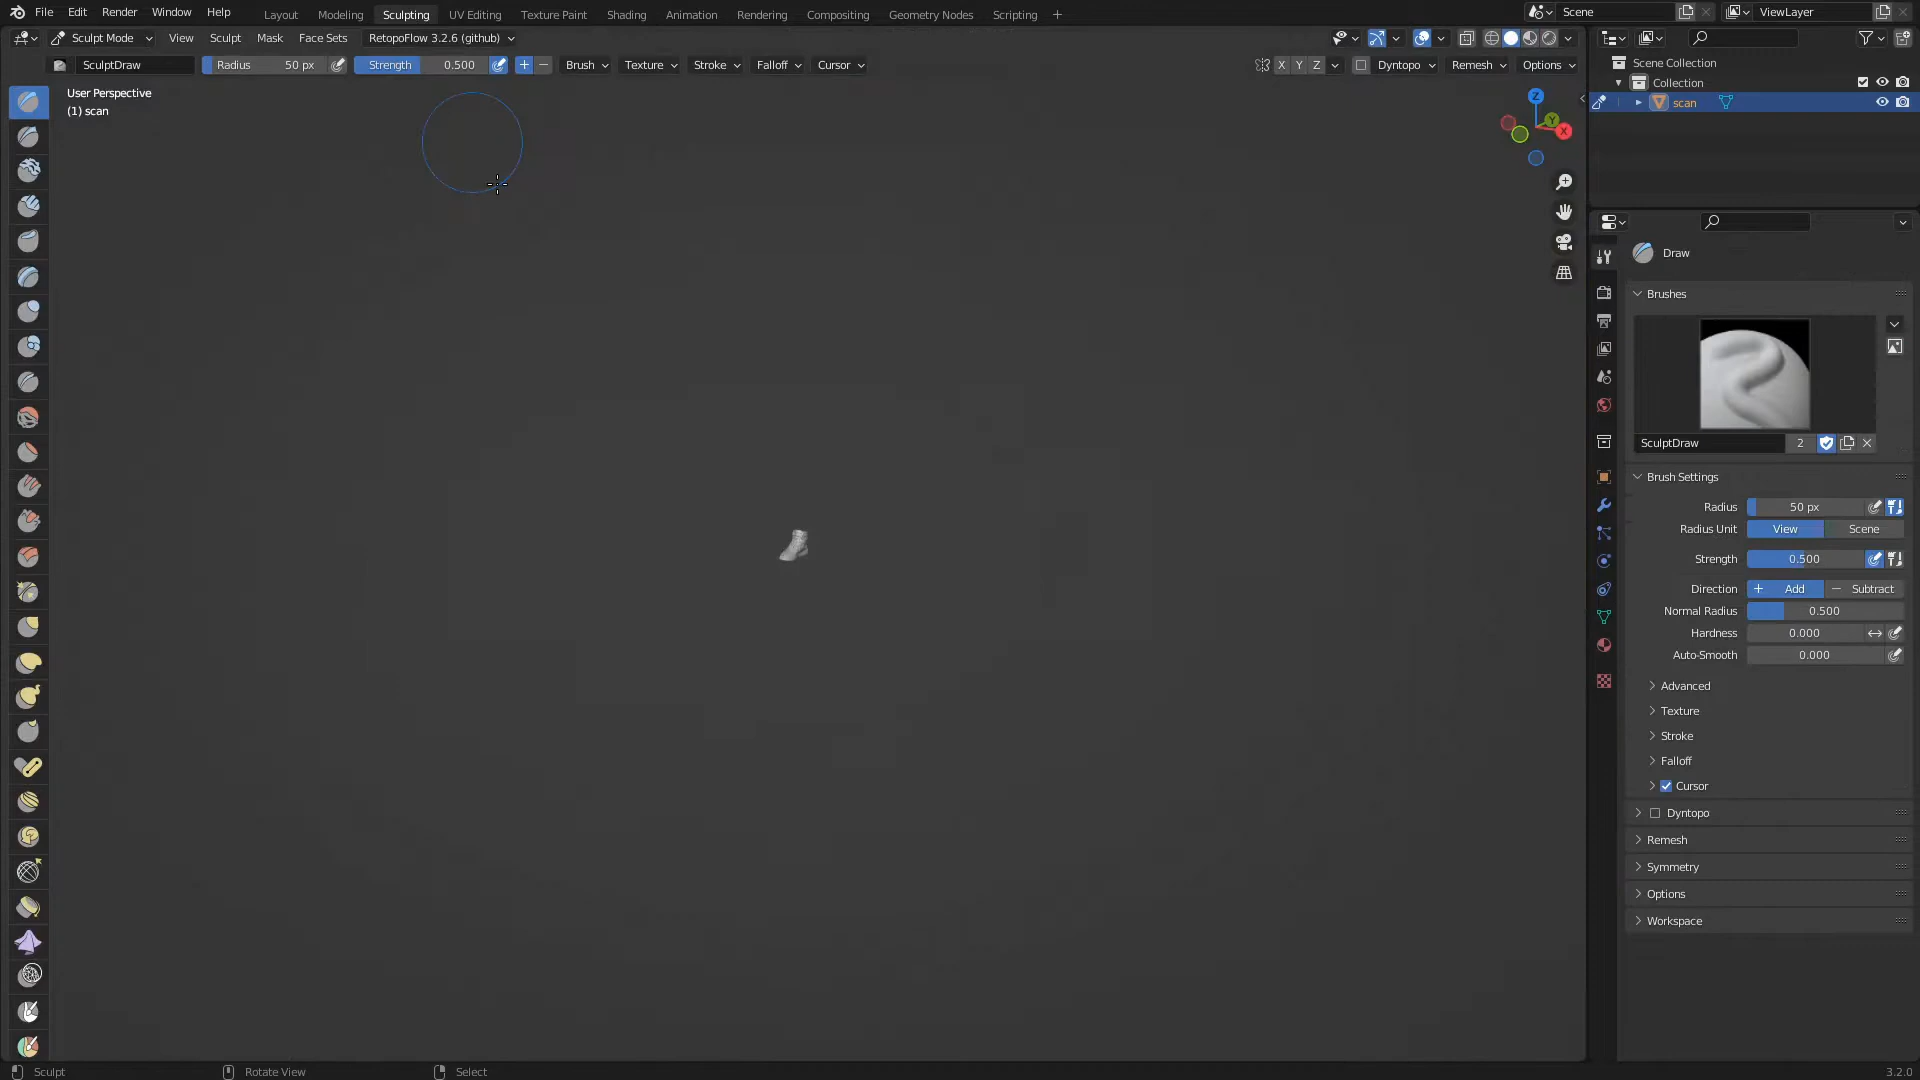 File Edit Render Window Help Layout Modeling Sculpting UV Editing Texture Paint Shading Animation Rendering Compositing Geometry Nodes Scripting + Scene ViewLayer
Sculpt Mode View Sculpt Mask Face Sets RetopoFlow 3.2.6 (github)
SculptDraw Radius 50 px Strength 0.500 + − Brush Texture Stroke Falloff Cursor X Y Z Dyntopo Remesh Options
User Perspective
(1) scan
Z
Y
X
Scene Collection
Collection
scan
Draw
Brushes
SculptDraw 2
Brush Settings
Radius 50 px
Radius Unit View Scene
Strength 0.500
Direction + Add − Subtract
Normal Radius 0.500
Hardness 0.000
Auto-Smooth 0.000
Advanced
Texture
Stroke
Falloff
Cursor
Dyntopo
Remesh
Symmetry
Options
Workspace
Sculpt Rotate View Select 3.2.0